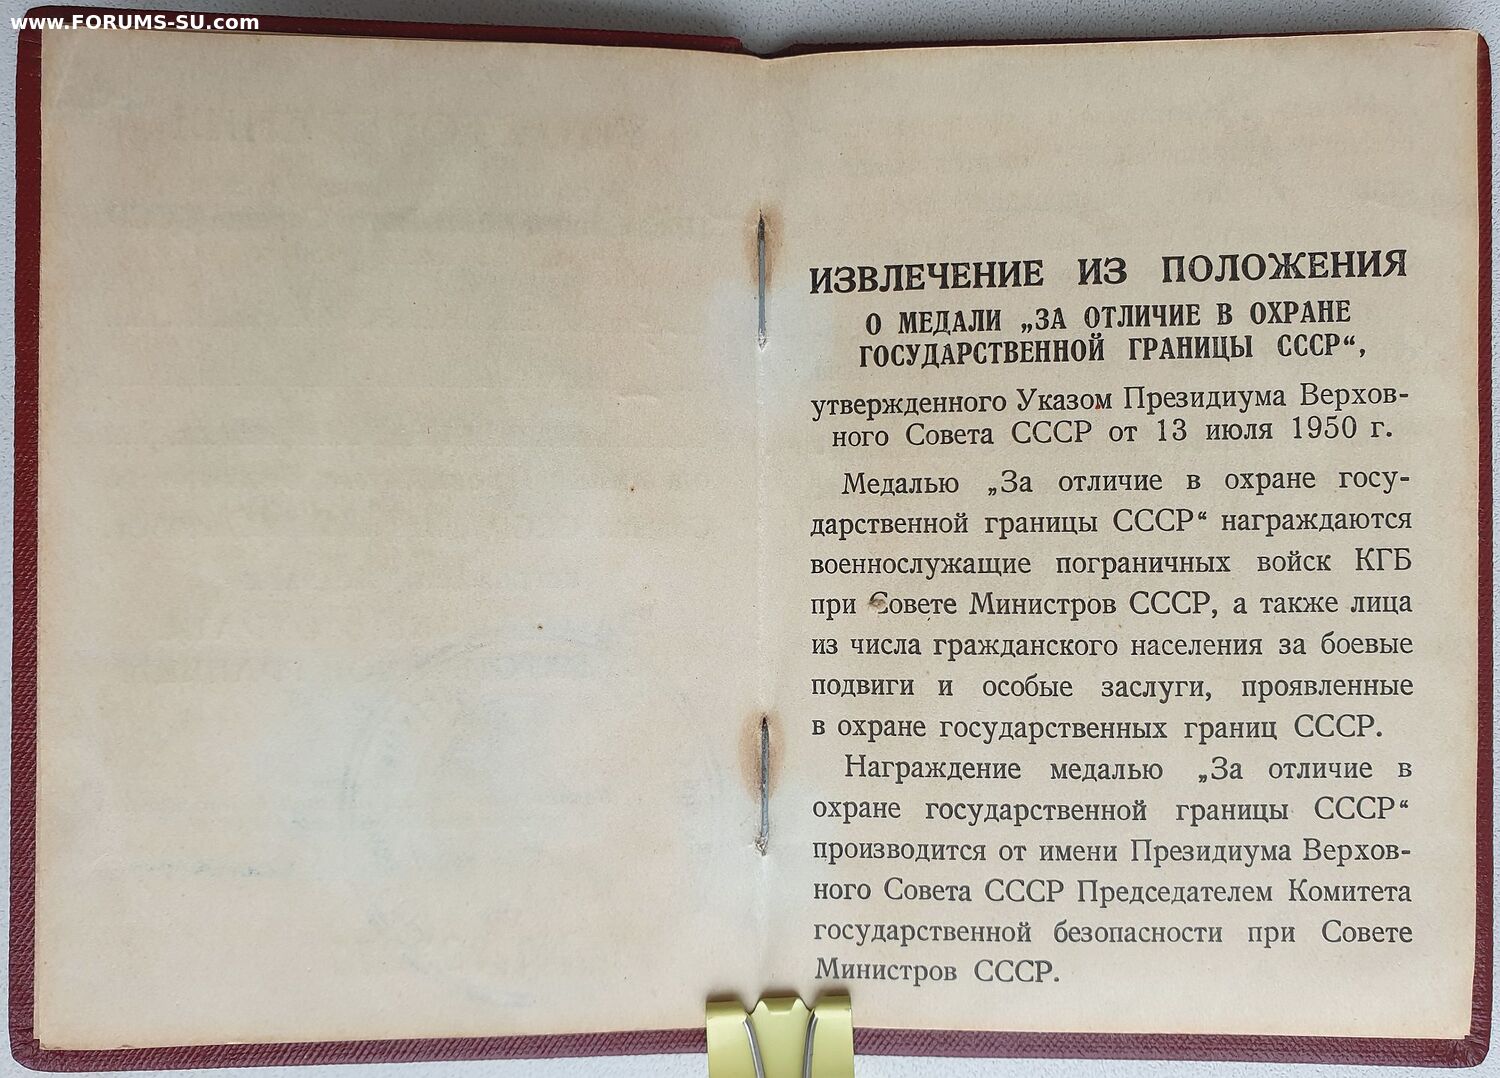 www.FORUMS-SU.com
ИЗВЛЕЧЕНИЕ ИЗ ПОЛОЖЕНИЯ
О МЕДАЛИ „ЗА ОТЛИЧИЕ В ОХРАНЕ
ГОСУДАРСТВЕННОЙ ГРАНИЦЫ СССР“,
утвержденного Указом Президиума Верхов-
ного Совета СССР от 13 июля 1950 г.
Медалью „За отличие в охране госу-
дарственной границы СССР“ награждаются
военнослужащие пограничных войск КГБ
при Совете Министров СССР, а также лица
из числа гражданского населения за боевые
подвиги и особые заслуги, проявленные
в охране государственных границ СССР.
Награждение медалью „За отличие в
охране государственной границы СССР“
производится от имени Президиума Верхов-
ного Совета СССР Председателем Комитета
государственной безопасности при Совете
Министров СССР.